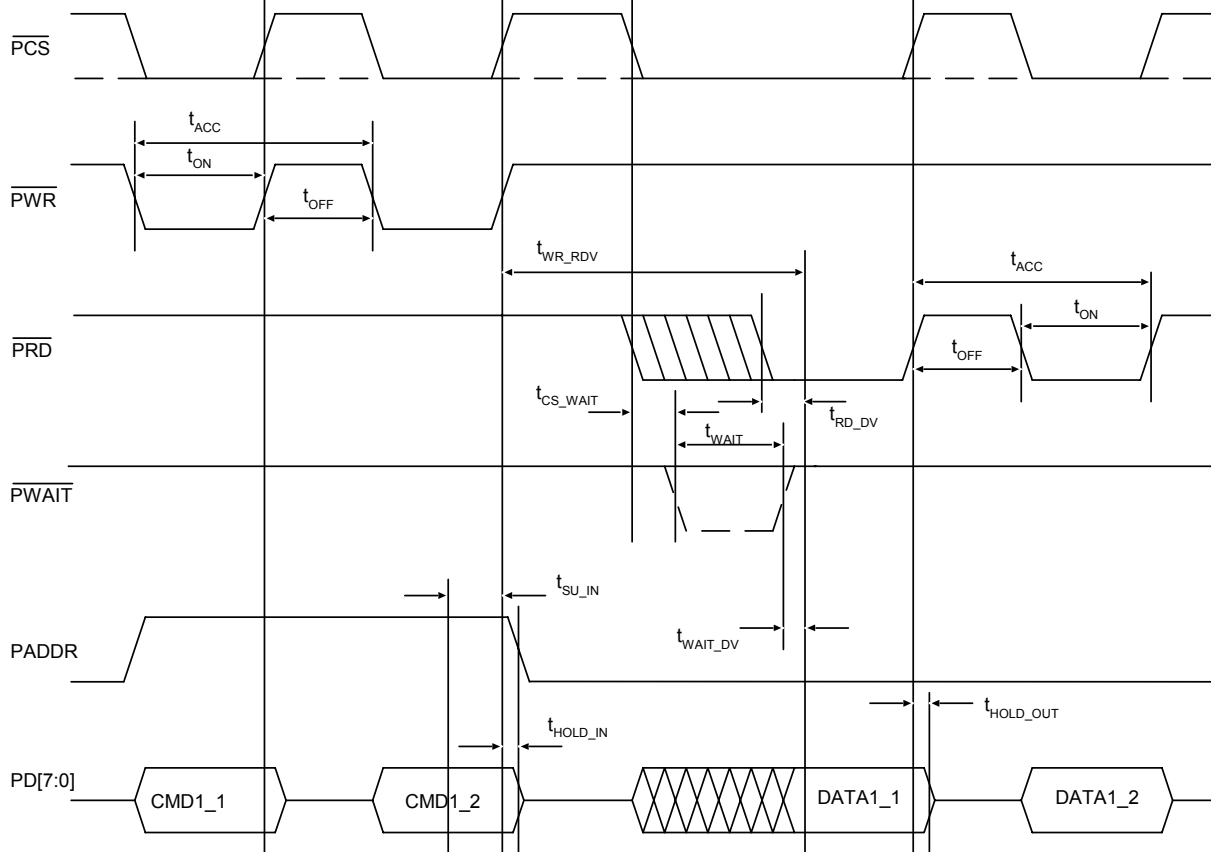 PCS
tACC
tON
PWR
tOFF
tWR_RDV
tACC
tON
PRD
tOFF
tCS_WAIT
tRD_DV
tWAIT
PWAIT
tSU_IN
tWAIT_DV
PADDR
tHOLD_OUT
tHOLD_IN
PD[7:0]
CMD1_1 CMD1_2 DATA1_1 DATA1_2